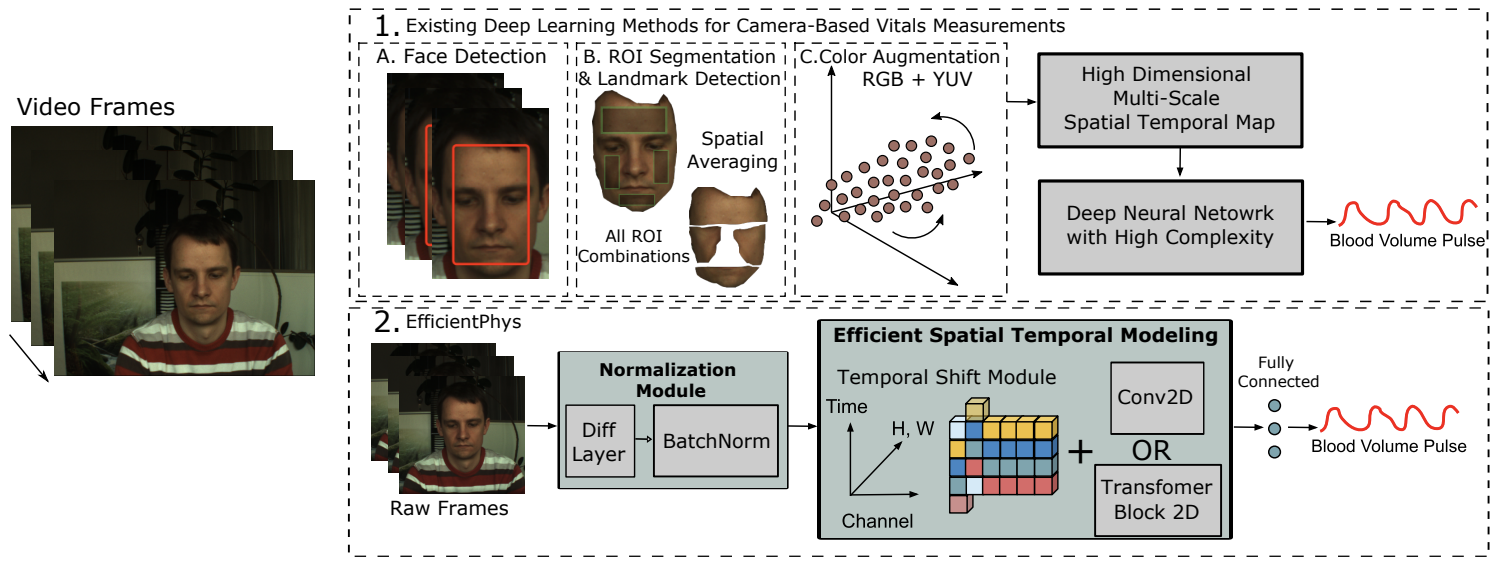 Video Frames
1. Existing Deep Learning Methods for Camera-Based Vitals Measurements
A. Face Detection
B. ROI Segmentation
& Landmark Detection
Spatial
Averaging
All ROI
Combinations
C.Color Augmentation
RGB + YUV
High Dimensional
Multi-Scale
Spatial Temporal Map
Deep Neural Netowrk
with High Complexity
Blood Volume Pulse
2. EfficientPhys
Raw Frames
Normalization
Module
Diff
Layer
BatchNorm
Efficient Spatial Temporal Modeling
Temporal Shift Module
Time
H, W
Channel
+
Conv2D
OR
Transfomer
Block 2D
Fully
Connected
Blood Volume Pulse